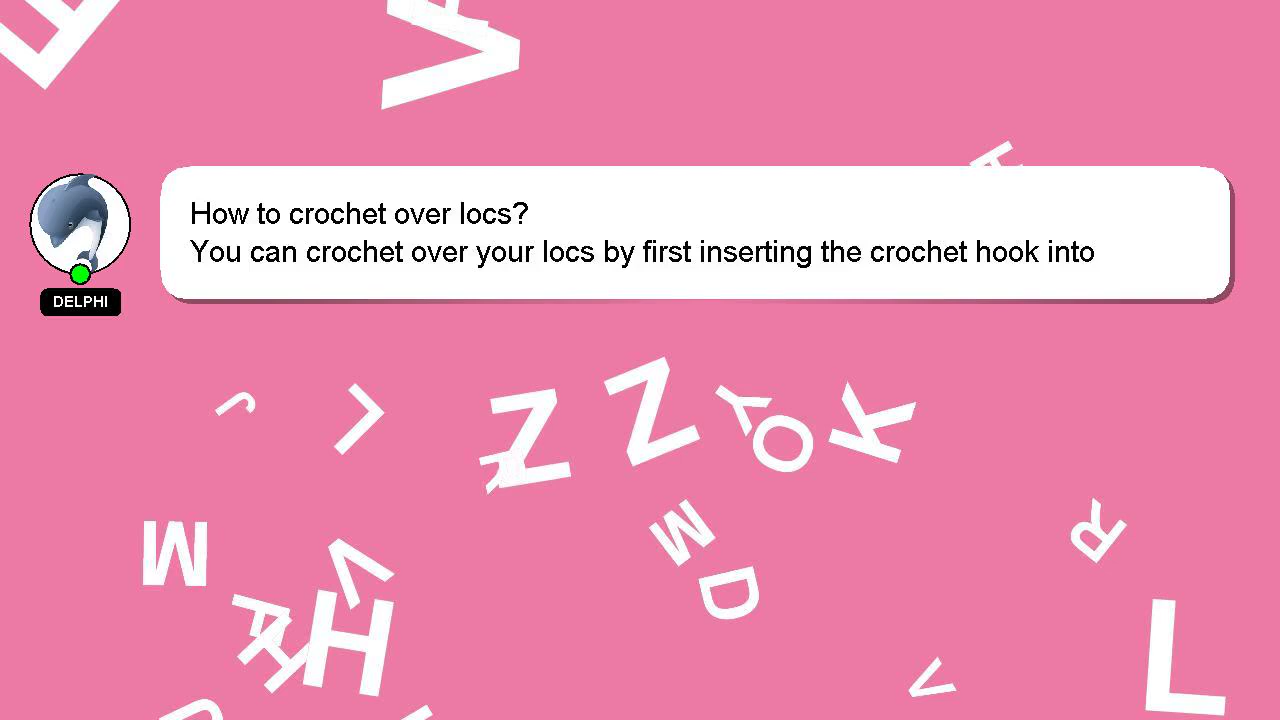 How to crochet over locs?
You can crochet over your locs by first inserting the crochet hook into
DELPHI
V
A
J
L
Z
Z
Y
O
K
R
M
M
D
R
V
A
H
H
L
V